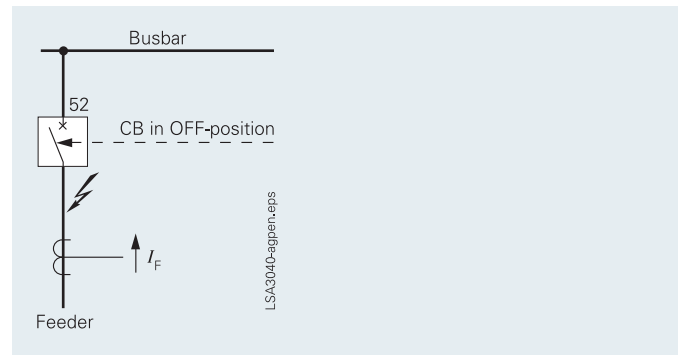 Busbar
52
CB in OFF-position
I_F
Feeder
LSA3040-agpen.eps